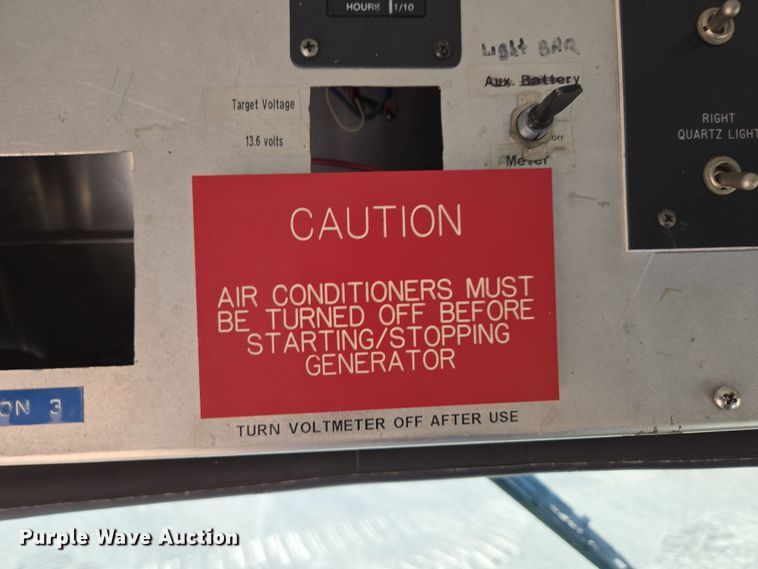 HOURS 1/10
Light BAR
Aux. Battery
Target Voltage
13.6 volts
off
Meter
RIGHT
QUARTZ LIGHT
CAUTION
AIR CONDITIONERS MUST
BE TURNED OFF BEFORE
STARTING/STOPPING
GENERATOR
ON 3
TURN VOLTMETER OFF AFTER USE
Purple Wave Auction